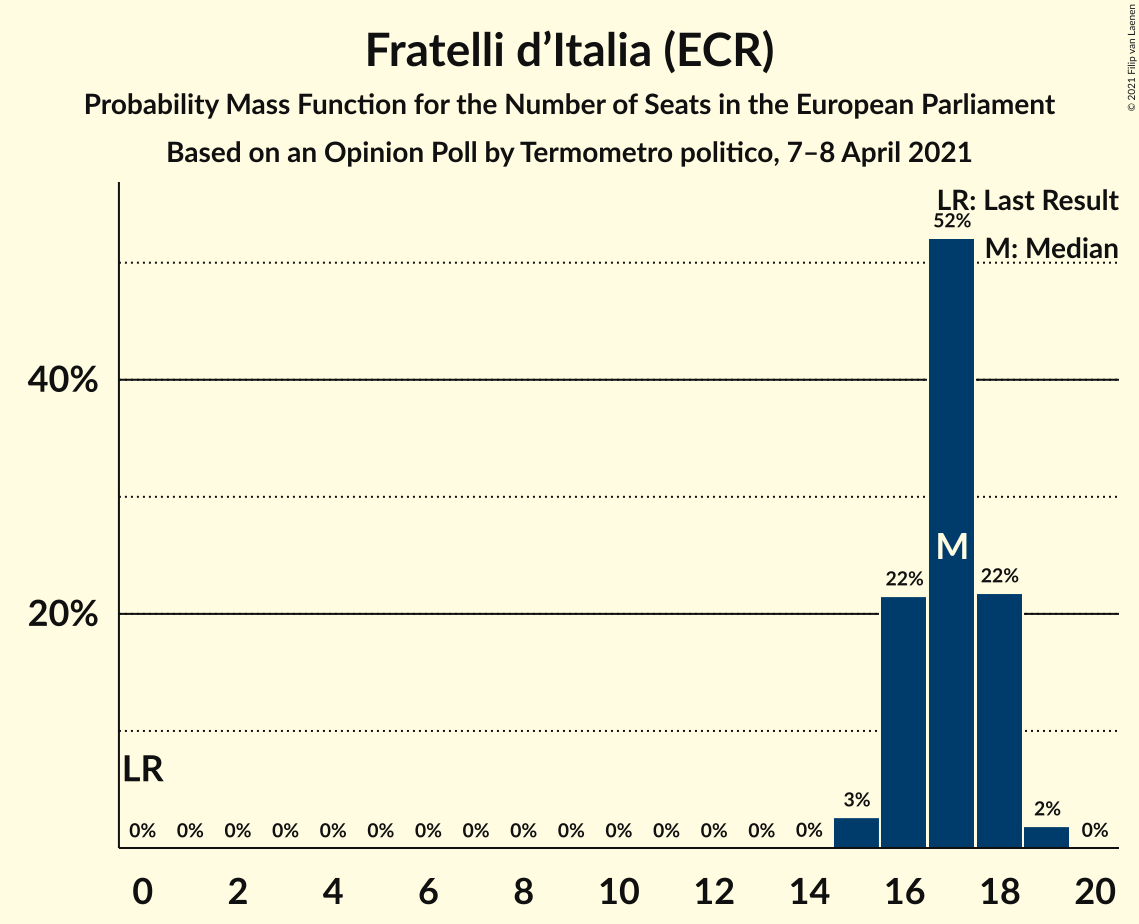 Fratelli d’Italia (ECR)
Probability Mass Function for the Number of Seats in the European Parliament
Based on an Opinion Poll by Termometro politico, 7–8 April 2021
© 2021 Filip van Laenen
LR: Last Result
52%
M: Median
40%
M
22%
22%
20%
LR
3%
2%
0% 0% 0% 0% 0% 0% 0% 0% 0% 0% 0% 0% 0% 0% 0% 0%
0 2 4 6 8 10 12 14 16 18 20